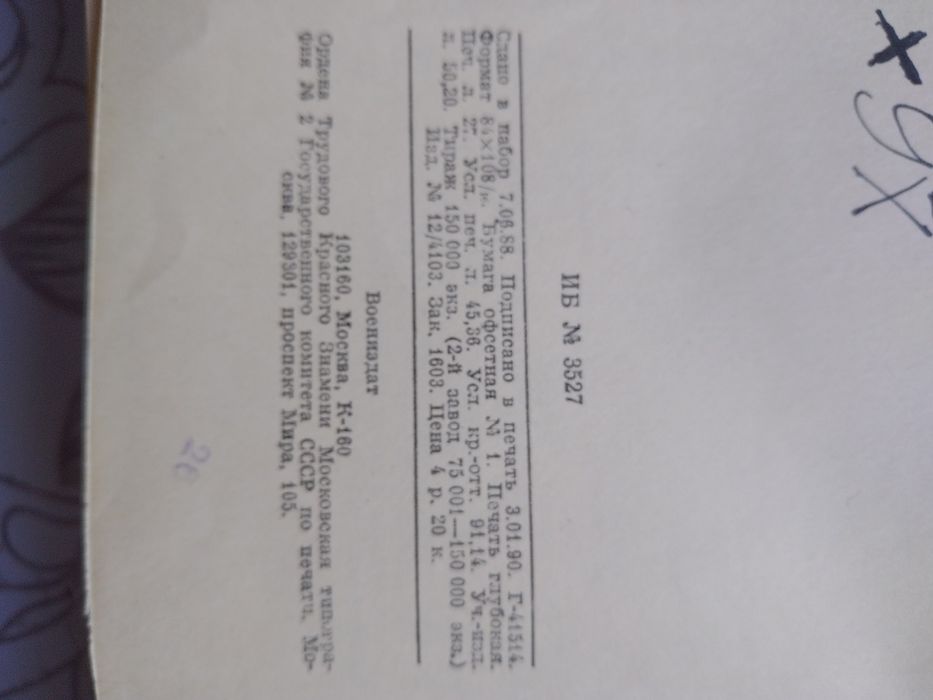 ИБ № 3527
Сдано в набор 7.06.88. Подписано в печать 3.01.90. Г-41514.
Формат 84×108/ Бумага офсетная № 1. Печать глубокая.
Печ. л. 27. Усл. печ. л. 45,36. Усл. кр.-отт. 91,14. Уч.-изд.
л. 50,20. Тираж 150 000 экз. (2-й завод 75 001—150 000 экз.)
Изд. № 12/4103. Зак. 1603. Цена 4 р. 20 к.
Воениздат
103160, Москва, К-160
Ордена Трудового Красного Знамени Московская типогра-
фия № 2 Государственного комитета СССР по печати. Мо-
сква, 129301, проспект Мира, 105.